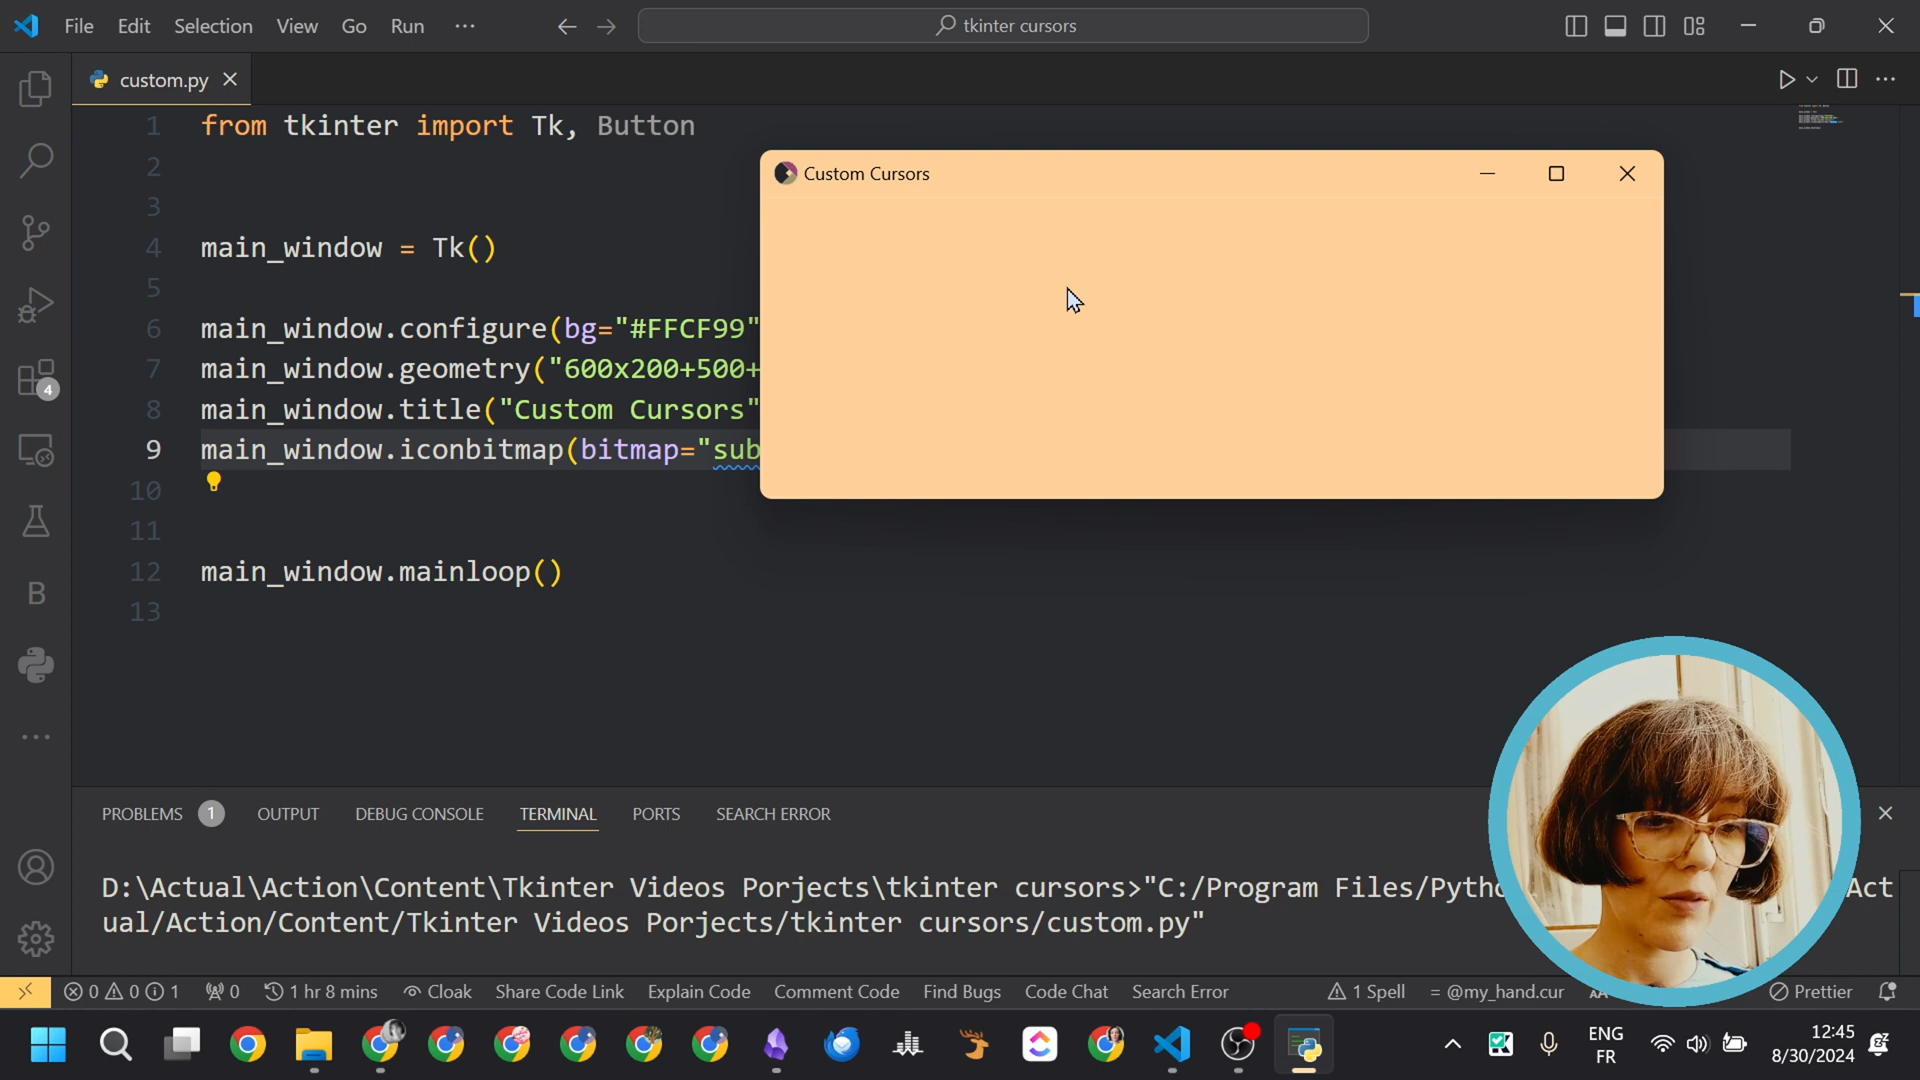 File Edit Selection View Go Run
tkinter cursors
custom.py
1 from tkinter import Tk, Button
2
3
4 main_window = Tk()
5
6 main_window.configure(bg="#FFCF99"
7 main_window.geometry("600x200+500+
8 main_window.title("Custom Cursors"
9 main_window.iconbitmap(bitmap="sub
10
11
12 main_window.mainloop()
13
Custom Cursors
4
B
PROBLEMS 1 OUTPUT DEBUG CONSOLE TERMINAL PORTS SEARCH ERROR
D:\Actual\Action\Content\Tkinter Videos Porjects\tkinter cursors>"C:/Program Files/Pytho Act
ual/Action/Content/Tkinter Videos Porjects/tkinter cursors/custom.py"
0 0 1 0 1 hr 8 mins Cloak Share Code Link Explain Code Comment Code Find Bugs Code Chat Search Error 1 Spell = @my_hand.cur Prettier
ENG 12:45
FR 8/30/2024